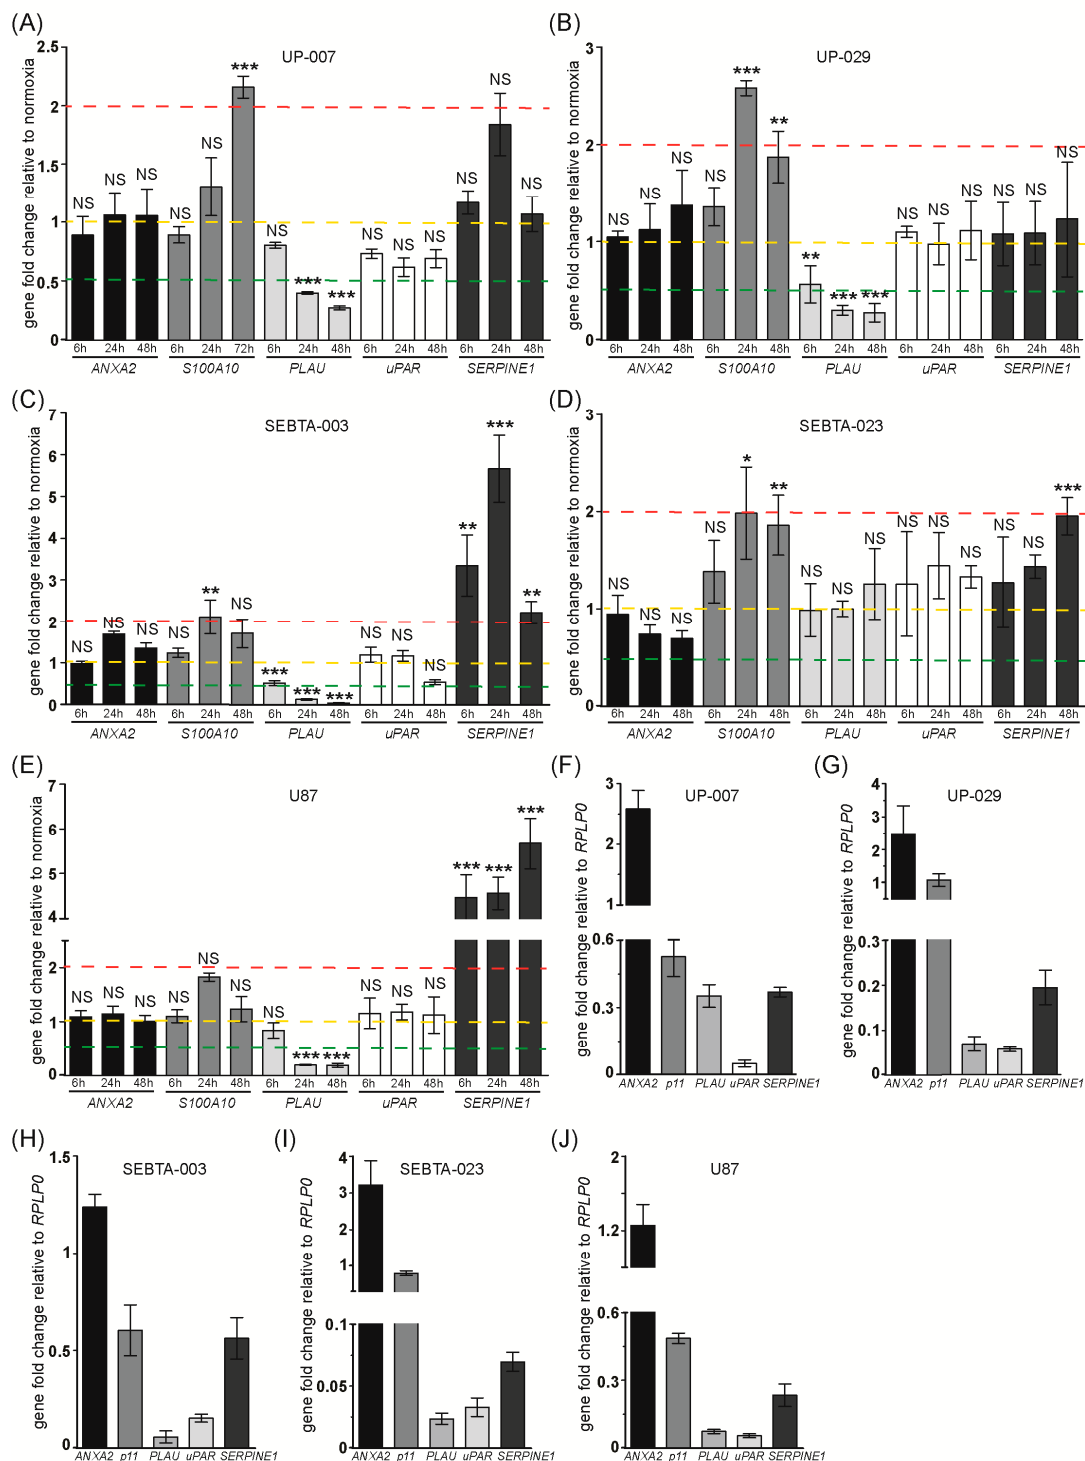 (A)
UP-007
gene fold change relative to normoxia
2.5
2
1.5
1
0.5
0
NS NS NS NS NS *** NS *** *** NS NS NS NS NS NS
6h 24h 48h 6h 24h 72h 6h 24h 48h 6h 24h 48h 6h 24h 48h
ANXA2 S100A10 PLAU uPAR SERPINE1
(B)
UP-029
gene fold change relative to normoxia
3
2
1
0
NS NS NS NS *** ** ** *** *** NS NS NS NS NS NS
6h 24h 48h 6h 24h 48h 6h 24h 48h 6h 24h 48h 6h 24h 48h
ANXA2 S100A10 PLAU uPAR SERPINE1
(C)
SEBTA-003
gene fold change relative to normoxia
7
6
5
4
3
2
1
0
NS NS NS NS ** NS *** *** *** NS NS NS ** *** **
6h 24h 48h 6h 24h 48h 6h 24h 48h 6h 24h 48h 6h 24h 48h
ANXA2 S100A10 PLAU uPAR SERPINE1
(D)
SEBTA-023
gene fold change relative to normoxia
3
2
1
0
NS NS NS NS * ** NS NS NS NS NS NS NS NS ***
6h 24h 48h 6h 24h 48h 6h 24h 48h 6h 24h 48h 6h 24h 48h
ANXA2 S100A10 PLAU uPAR SERPINE1
(E)
U87
gene fold change relative to normoxia
7
6
5
4
2
1
0
NS NS NS NS NS NS NS *** *** NS NS NS *** *** ***
6h 24h 48h 6h 24h 48h 6h 24h 48h 6h 24h 48h 6h 24h 48h
ANXA2 S100A10 PLAU uPAR SERPINE1
(F)
UP-007
gene fold change relative to RPLP0
3
2
1
0.6
0.3
0
ANXA2 p11 PLAU uPAR SERPINE1
(G)
UP-029
gene fold change relative to RPLP0
4
3
2
1
0.3
0.2
0.1
0
ANXA2 p11 PLAU uPAR SERPINE1
(H)
SEBTA-003
gene fold change relative to RPLP0
1.5
1
0.5
0
ANXA2 p11 PLAU uPAR SERPINE1
(I)
SEBTA-023
gene fold change relative to RPLP0
4
3
2
1
0.1
0.05
0
ANXA2 p11 PLAU uPAR SERPINE1
(J)
U87
gene fold change relative to RPLP0
2
1.2
0.6
0.3
0
ANXA2 p11 PLAU uPAR SERPINE1